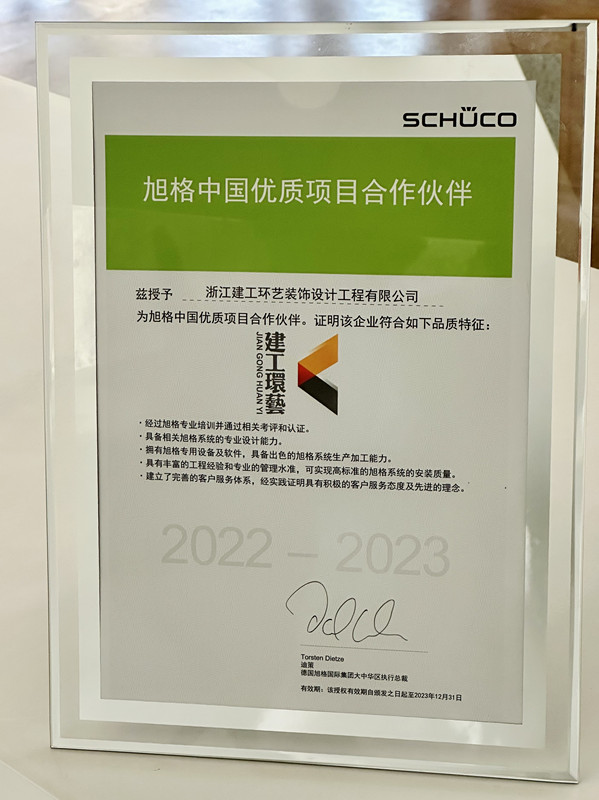 SCHÜCO
旭格中国优质项目合作伙伴
兹授予 浙江建工环艺装饰设计工程有限公司
为旭格中国优质项目合作伙伴。证明该企业符合如下品质特征：
建工環藝
JIAN GONG HUAN YI
·经过旭格专业培训并通过相关考评和认证。
·具备相关旭格系统的专业设计能力。
·拥有旭格专用设备及软件，具备出色的旭格系统生产加工能力。
·具有丰富的工程经验和专业的管理水准，可实现高标准的旭格系统的安装质量。
·建立了完善的客户服务体系，经实践证明具有积极的客户服务态度及先进的理念。
2022 – 2023
Torsten Dietze
迪策
德国旭格国际集团大中华区执行总裁
有效期：该授权有效期自颁发之日起至2023年12月31日